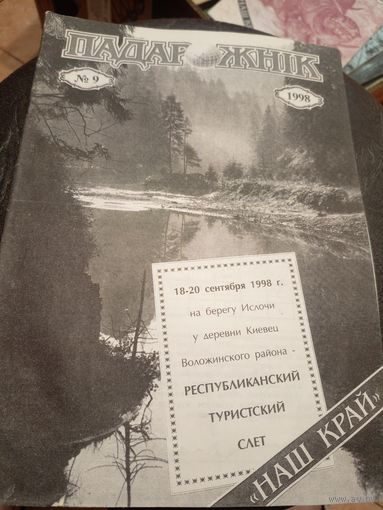 ПАДАРОЖНІК
№ 9
1998
18-20 сентября 1998 г.
на берегу Ислочи
у деревни Киевец
Воложинского района -
РЕСПУБЛИКАНСКИЙ
ТУРИСТСКИЙ
СЛЕТ
«НАШ КРАЙ»